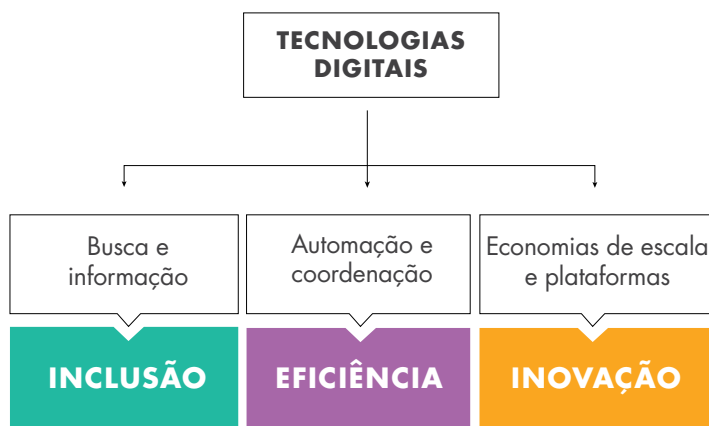 TECNOLOGIAS
DIGITAIS
Busca e
informação
Automação e
coordenação
Economias de escala
e plataformas
INCLUSÃO
EFICIÊNCIA
INOVAÇÃO